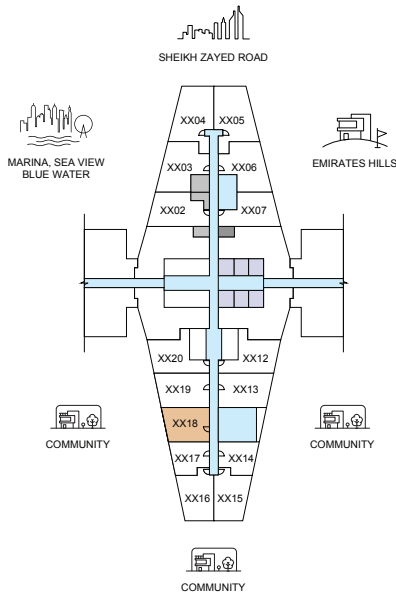 SHEIKH ZAYED ROAD
MARINA, SEA VIEW
BLUE WATER
EMIRATES HILLS
XX04 XX05
XX03 XX06
XX02 XX07
XX20 XX12
XX19 XX13
XX18
XX17 XX14
XX16 XX15
COMMUNITY
COMMUNITY
COMMUNITY